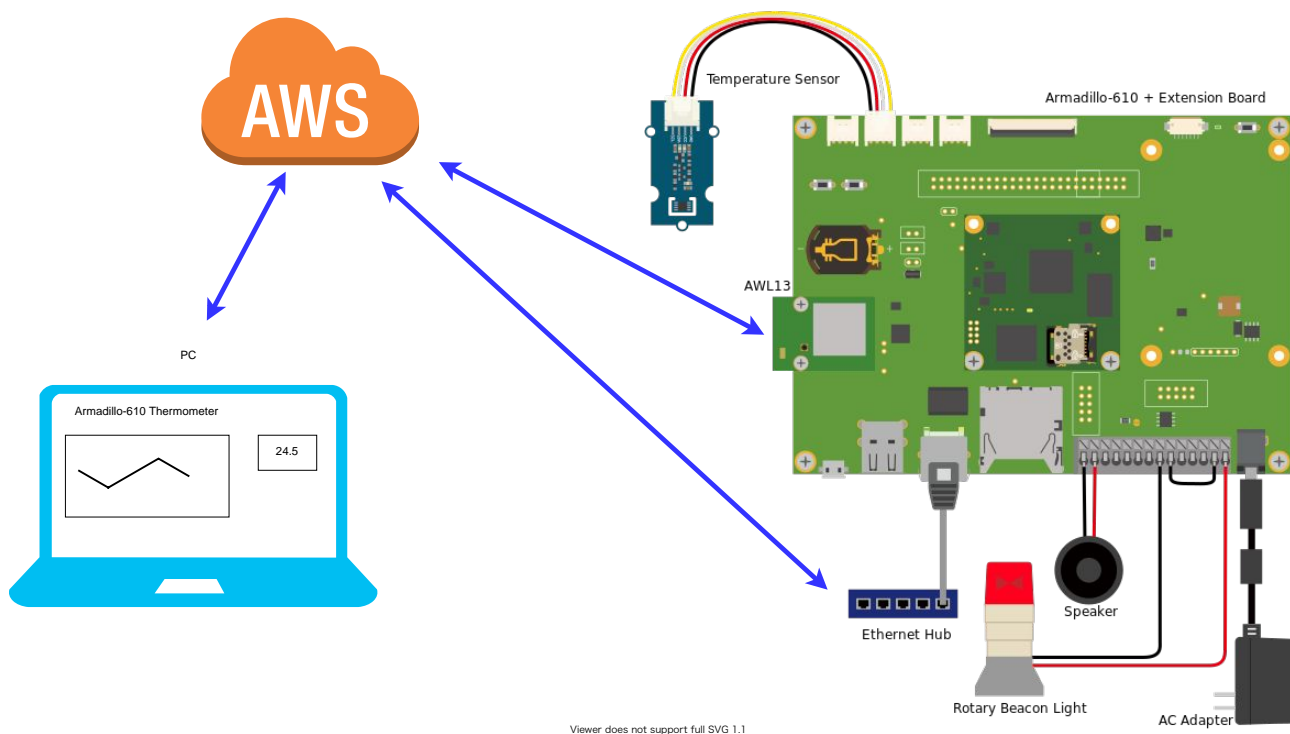 AWS
Temperature Sensor
Armadillo-610 + Extension Board
AWL13
PC
Armadillo-610 Thermometer
24.5
Ethernet Hub
Speaker
Rotary Beacon Light
AC Adapter
Viewer does not support full SVG 1.1